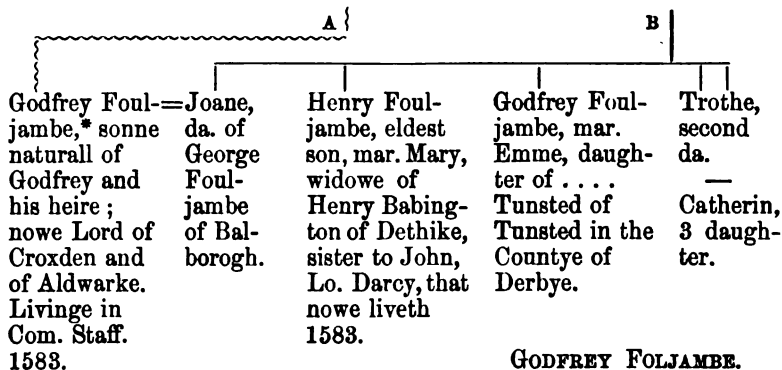 A
B
Godfrey Foul-
jambe,* sonne
naturall of
Godfrey and
his heire ;
nowe Lord of
Croxden and
of Aldwarke.
Livinge in
Com. Staff.
1583.
=Joane,
da. of
George
Foul-
jambe
of Bal-
borogh.
Henry Foul-
jambe, eldest
son, mar. Mary,
widowe of
Henry Babing-
ton of Dethike,
sister to John,
Lo. Darcy, that
nowe liveth
1583.
Godfrey Foul-
jambe, mar.
Emme, daugh-
ter of . . . .
Tunsted of
Tunsted in the
Countye of
Derbye.
Trothe,
second
da.
—
Catherin,
3 daugh-
ter.
GODFREY FOLJAMBE.